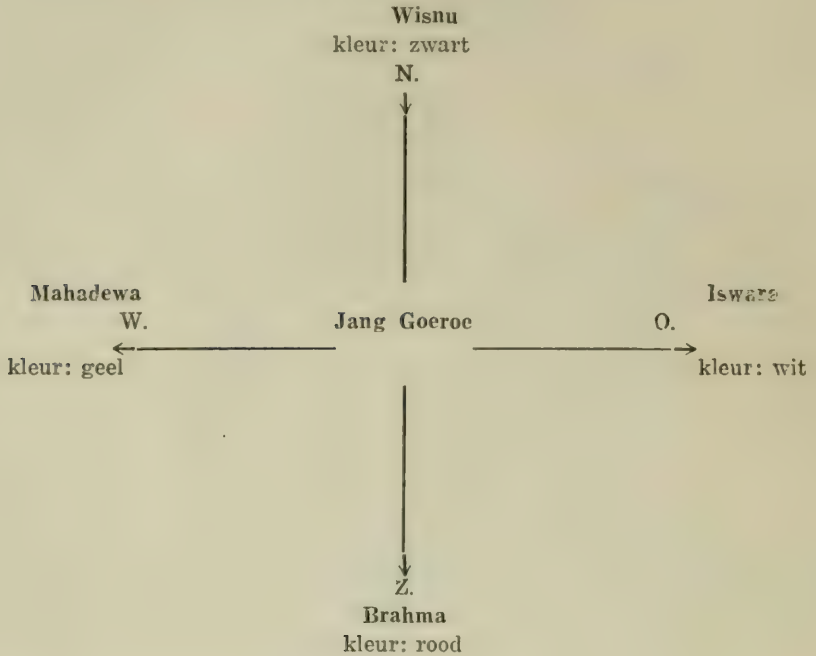 Wisnu
kleur: zwart
N.
Mahadewa
Iswara
W.
Jang Goeroe
O.
kleur: geel
kleur: wit
Z.
Brahma
kleur: rood